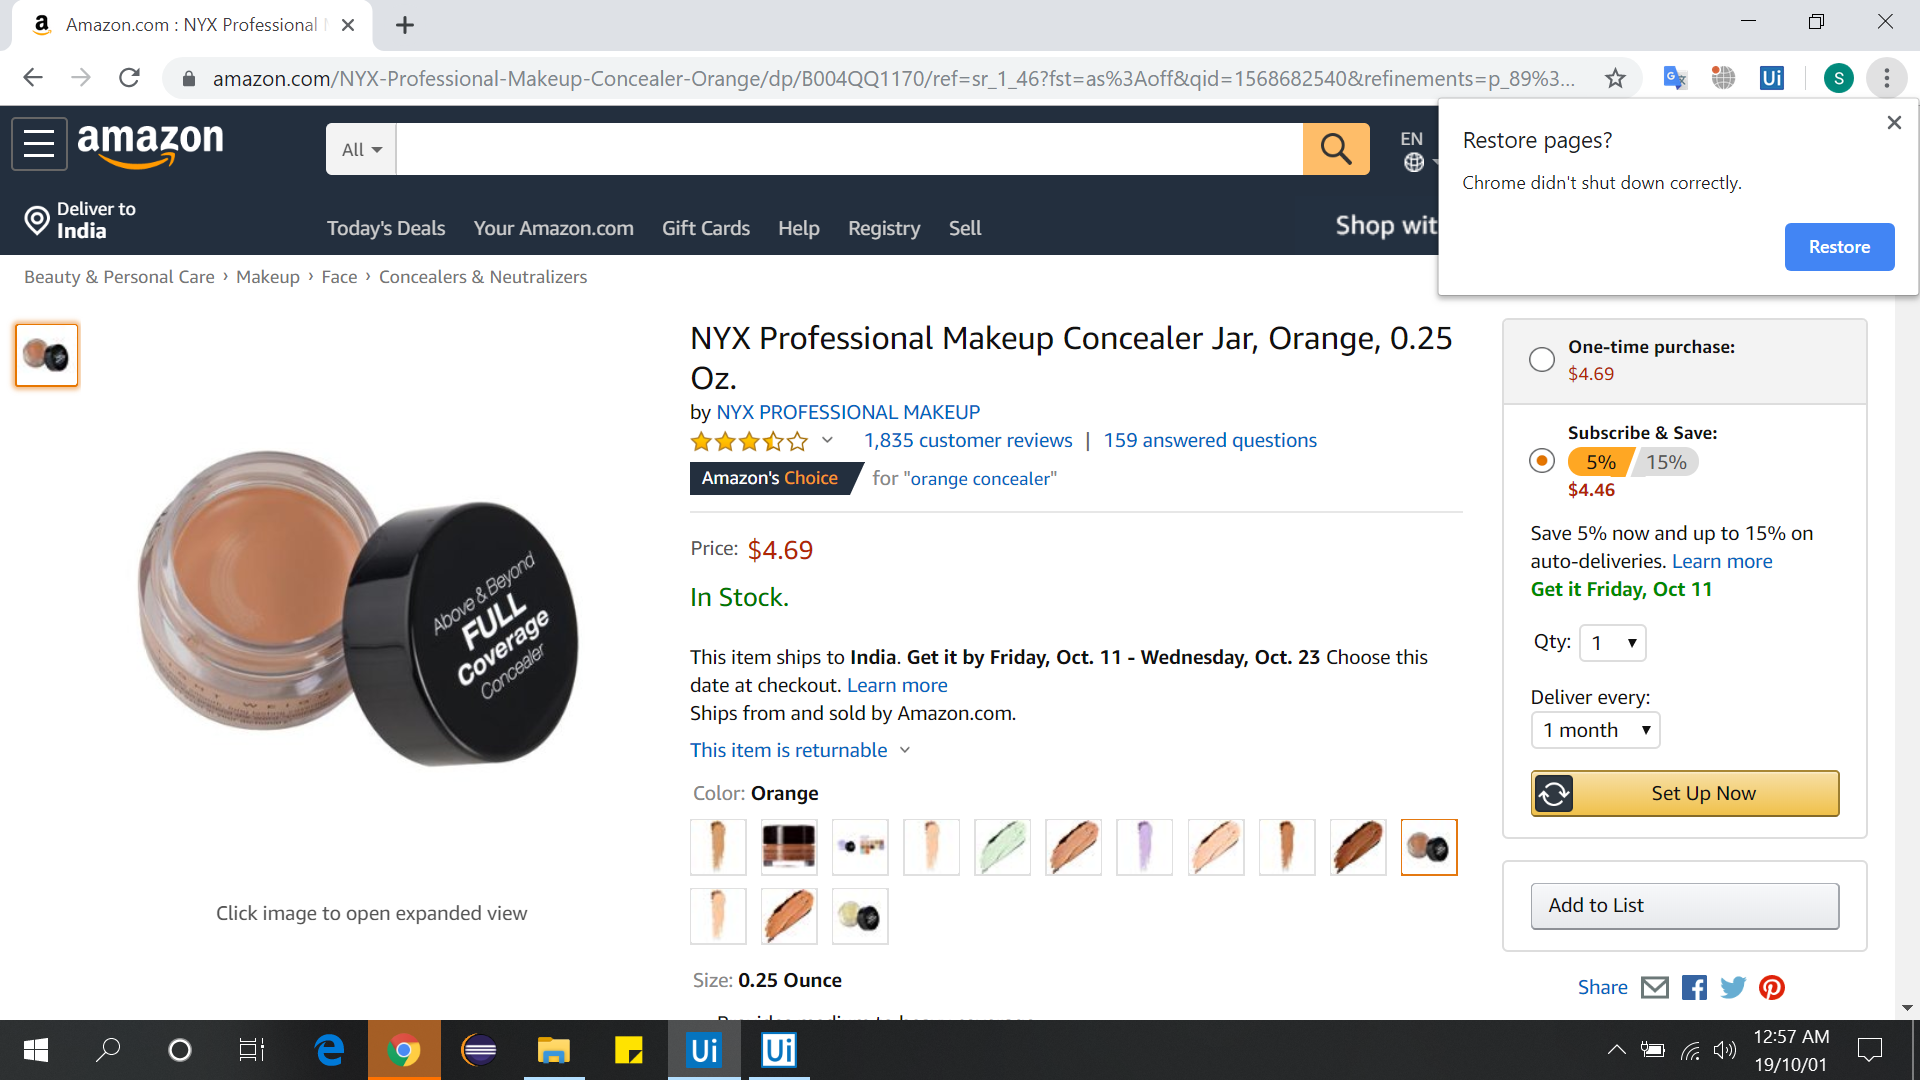 Amazon.com : NYX Professional
amazon.com/NYX-Professional-Makeup-Concealer-Orange/dp/B004QQ1170/ref=sr_1_46?fst=as%3Aoff&qid=1568682540&refinements=p_89%3...
S
Restore pages?
Chrome didn't shut down correctly.
Restore
amazon
All
EN
Deliver to
India
Today's Deals
Your Amazon.com
Gift Cards
Help
Registry
Sell
Shop wit
Beauty & Personal Care › Makeup › Face › Concealers & Neutralizers
NYX Professional Makeup Concealer Jar, Orange, 0.25
Oz.
by NYX PROFESSIONAL MAKEUP
1,835 customer reviews | 159 answered questions
Amazon's Choice for "orange concealer"
Price: $4.69
In Stock.
This item ships to India. Get it by Friday, Oct. 11 - Wednesday, Oct. 23 Choose this
date at checkout. Learn more
Ships from and sold by Amazon.com.
This item is returnable
Color: Orange
Size: 0.25 Ounce
Above & Beyond
FULL
Coverage
Concealer
Click image to open expanded view
One-time purchase:
$4.69
Subscribe & Save:
5% 15%
$4.46
Save 5% now and up to 15% on
auto-deliveries. Learn more
Get it Friday, Oct 11
Qty: 1
Deliver every:
1 month
Set Up Now
Add to List
Share
Ui
Ui
Ui
12:57 AM
19/10/01